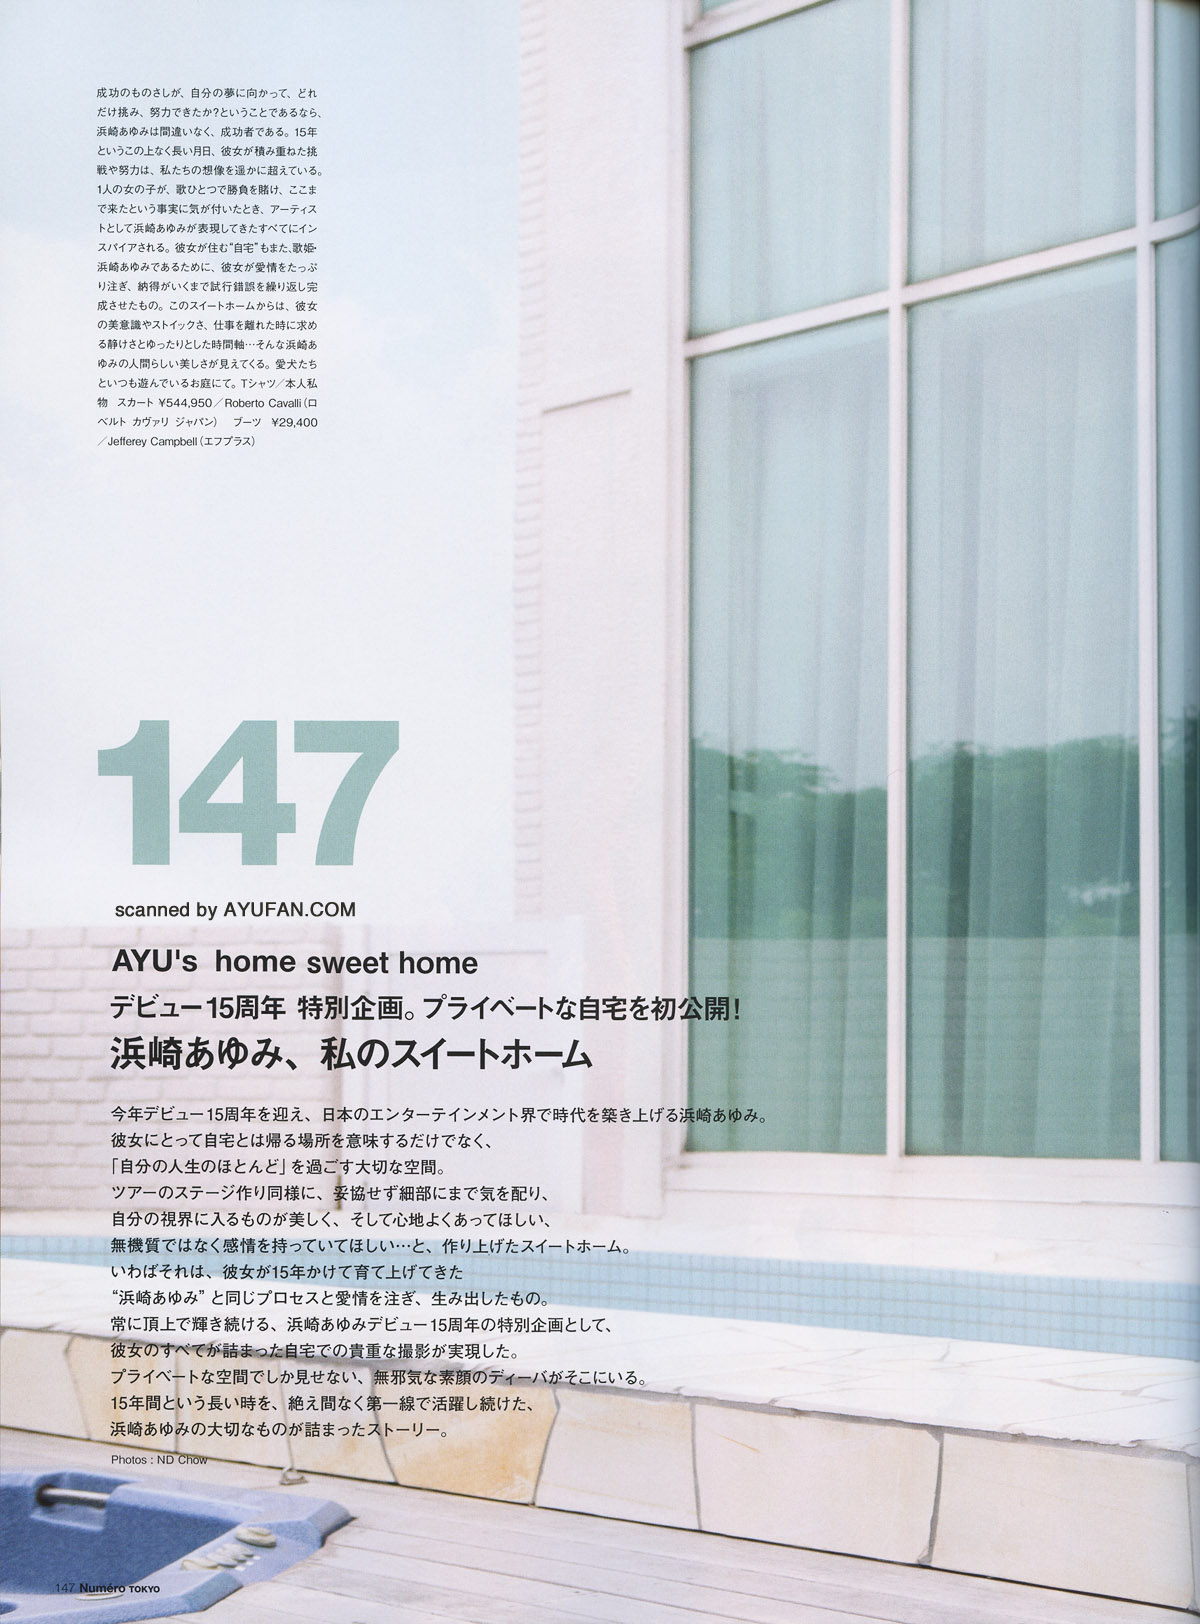 成功のものさしが、自分の夢に向かって、どれ
だけ挑み、努力できたか?ということであるなら、
浜崎あゆみは間違いなく、成功者である。15年
というこの上なく長い月日、彼女が積み重ねた挑
戦や努力は、私たちの想像を遥かに超えている。
1人の女の子が、歌ひとつで勝負を賭け、ここま
で来たという事実に気が付いたとき、アーティス
トとして浜崎あゆみが表現してきたすべてにイン
スパイアされる。彼女が住む“自宅”もまた、歌姫・
浜崎あゆみであるために、彼女が愛情をたっぷ
り注ぎ、納得がいくまで試行錯誤を繰り返し完
成させたもの。このスイートホームからは、彼女
の美意識やストイックさ、仕事を離れた時に求め
る静けさとゆったりとした時間軸…そんな浜崎あ
ゆみの人間らしい美しさが見えてくる。愛犬たち
といつも遊んでいるお庭にて。Tシャツ/本人私
物　スカート ¥544,950/Roberto Cavalli(ロ
ベルト カヴァリ ジャパン)　ブーツ　¥29,400
/Jefferey Campbell(エフプラス)
147
scanned by AYUFAN.COM
AYU's home sweet home
デビュー15周年 特別企画。プライベートな自宅を初公開!
浜崎あゆみ、私のスイートホーム
今年デビュー15周年を迎え、日本のエンターテインメント界で時代を築き上げる浜崎あゆみ。
彼女にとって自宅とは帰る場所を意味するだけでなく、
「自分の人生のほとんど」を過ごす大切な空間。
ツアーのステージ作り同様に、妥協せず細部にまで気を配り、
自分の視界に入るものが美しく、そして心地よくあってほしい、
無機質ではなく感情を持っていてほしい…と、作り上げたスイートホーム。
いわばそれは、彼女が15年かけて育て上げてきた
“浜崎あゆみ”と同じプロセスと愛情を注ぎ、生み出したもの。
常に頂上で輝き続ける、浜崎あゆみデビュー15周年の特別企画として、
彼女のすべてが詰まった自宅での貴重な撮影が実現した。
プライベートな空間でしか見せない、無邪気な素顔のディーバがそこにいる。
15年間という長い時を、絶え間なく第一線で活躍し続けた、
浜崎あゆみの大切なものが詰まったストーリー。
Photos : ND Chow
147 Numéro TOKYO